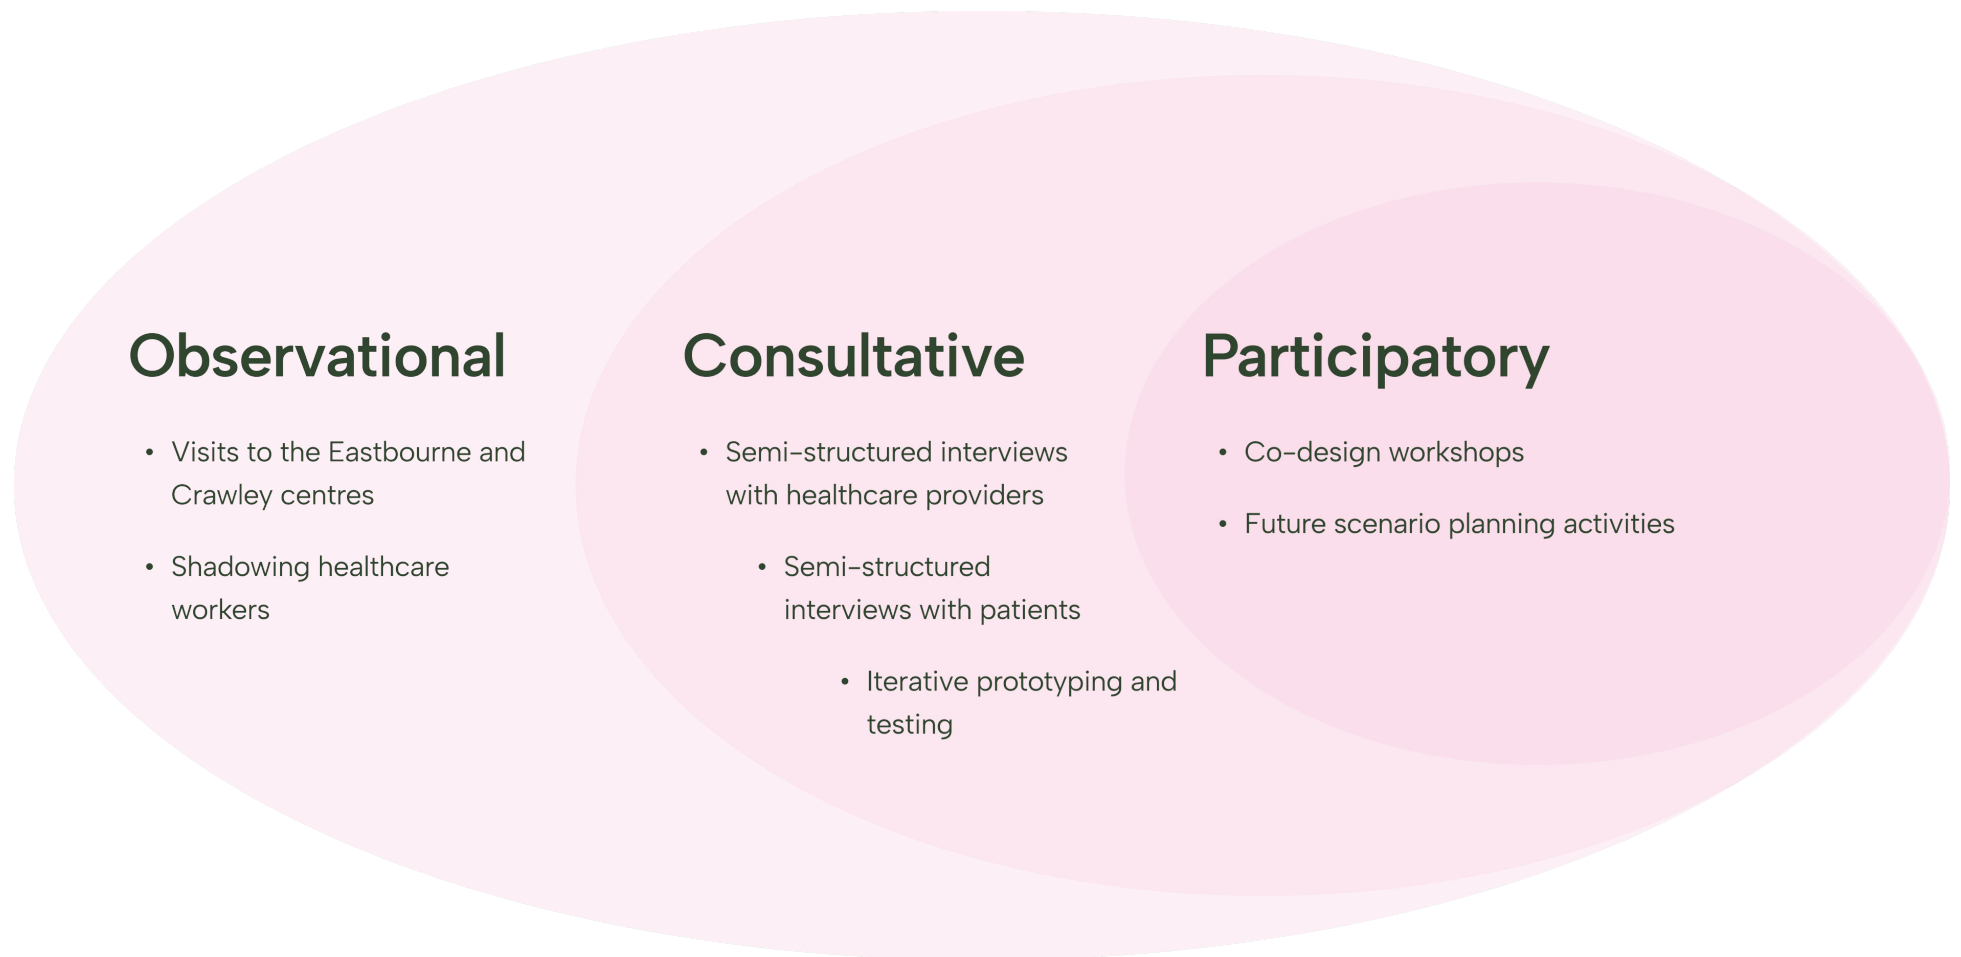 Observational
• Visits to the Eastbourne and
Crawley centres
• Shadowing healthcare
workers
Consultative
• Semi-structured interviews
with healthcare providers
• Semi-structured
interviews with patients
• Iterative prototyping and
testing
Participatory
• Co-design workshops
• Future scenario planning activities